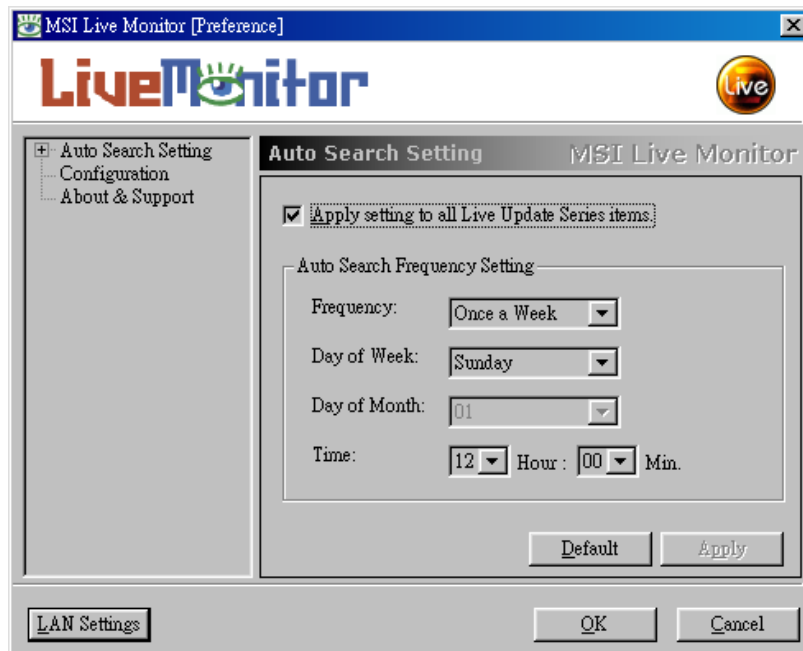 MSI Live Monitor [Preference]
LiveMonitor
Live
Auto Search Setting
Configuration
About & Support
Auto Search Setting MSI Live Monitor
Apply setting to all Live Update Series items.
Auto Search Frequency Setting
Frequency: Once a Week
Day of Week: Sunday
Day of Month: 01
Time: 12 Hour : 00 Min.
Default Apply
LAN Settings OK Cancel